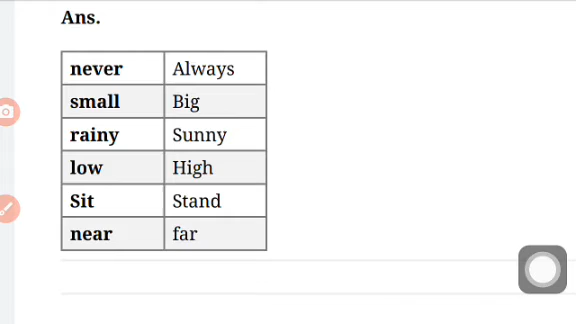 Ans.
never Always
small Big
rainy Sunny
low High
Sit Stand
near far